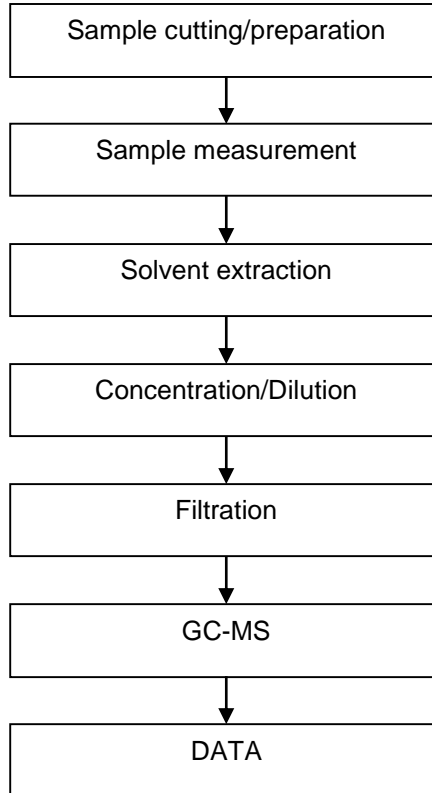 Sample cutting/preparation
Sample measurement
Solvent extraction
Concentration/Dilution
Filtration
GC-MS
DATA